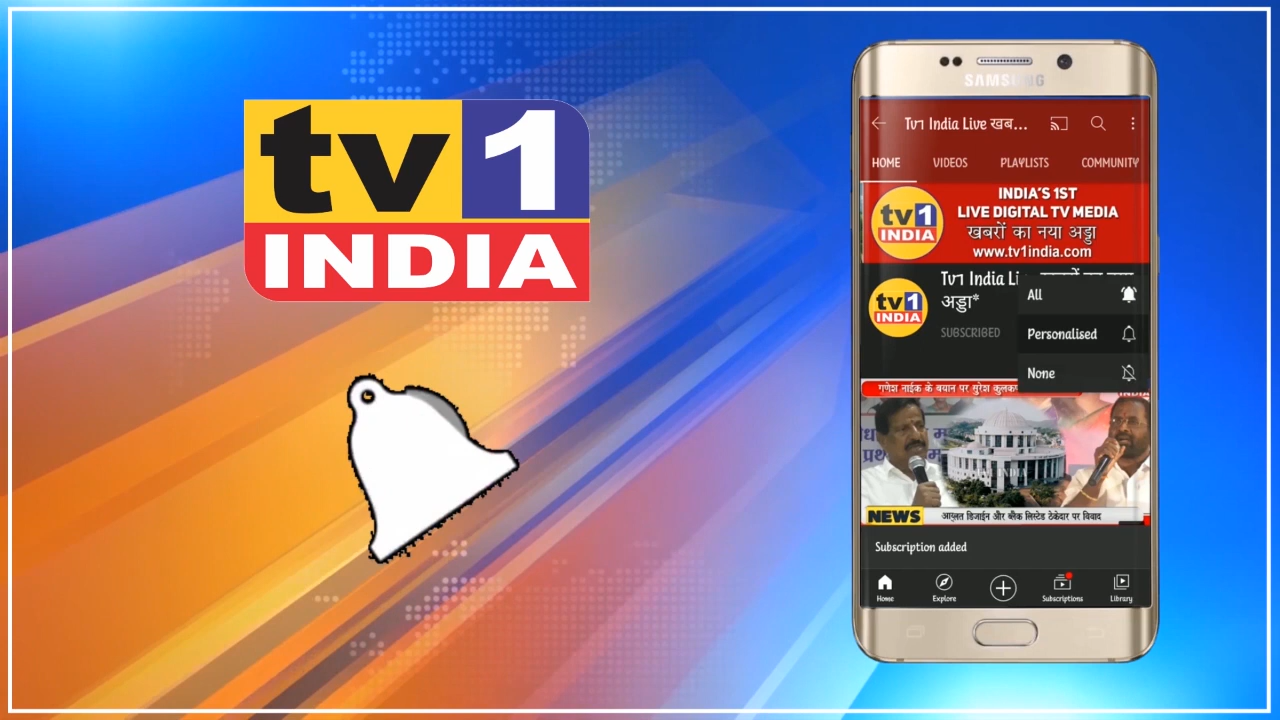 tv1
INDIA
SAMSUNG
Tv1 India Live खब...
HOME VIDEOS PLAYLISTS COMMUNITY
tv1
INDIA
INDIA'S 1ST
LIVE DIGITAL TV MEDIA
खबरों का नया अड्डा
www.tv1india.com
tv1
INDIA
Tv1 India Li
अड्डा*
SUBSCRIBED
All
Personalised
None
गणेश नाईक के बयान पर सुरेश
NEWS
डिजाईन और ब्लैक लिस्टेड ठेकेदार पर विवाद
Subscription added
Home Explore Subscriptions Library